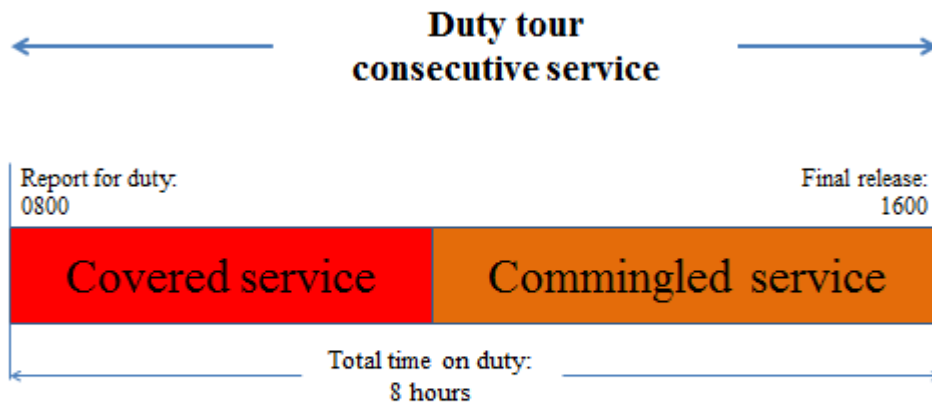 Duty tour
consecutive service
Report for duty:
0800
Final release:
1600
Covered service
Commingled service
Total time on duty:
8 hours